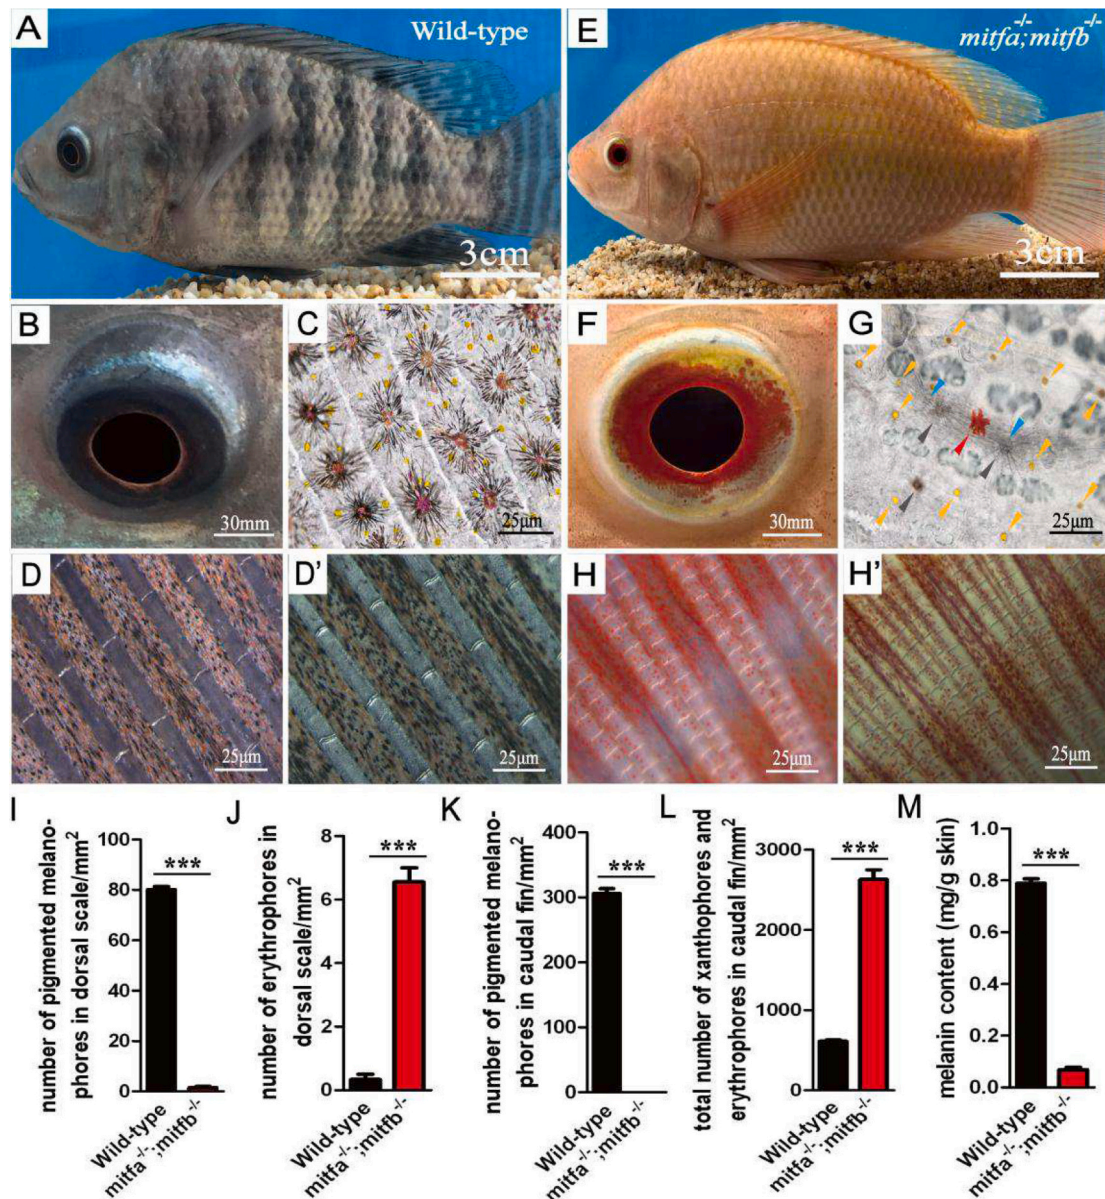 A
Wild-type
3cm
E
mitfa⁻/⁻;mitfb⁻/⁻
3cm
B
30mm
C
25μm
F
30mm
G
25μm
D
25μm
D'
25μm
H
25μm
H'
25μm
I
number of pigmented melano-
phores in dorsal scale/mm²
100
80
60
40
20
0
***
Wild-type
mitfa⁻/⁻;mitfb⁻/⁻
J
number of erythrophores in
dorsal scale/mm²
8
6
4
2
0
***
Wild-type
mitfa⁻/⁻;mitfb⁻/⁻
K
number of pigmented melano-
phores in caudal fin/mm²
400
300
200
100
0
***
Wild-type
mitfa⁻/⁻;mitfb⁻/⁻
L
total number of xanthophores and
erythrophores in caudal fin/mm²
3000
2000
1000
0
***
Wild-type
mitfa⁻/⁻;mitfb⁻/⁻
M
melanin content (mg/g skin)
1.0
0.8
0.6
0.4
0.2
0.0
***
Wild-type
mitfa⁻/⁻;mitfb⁻/⁻